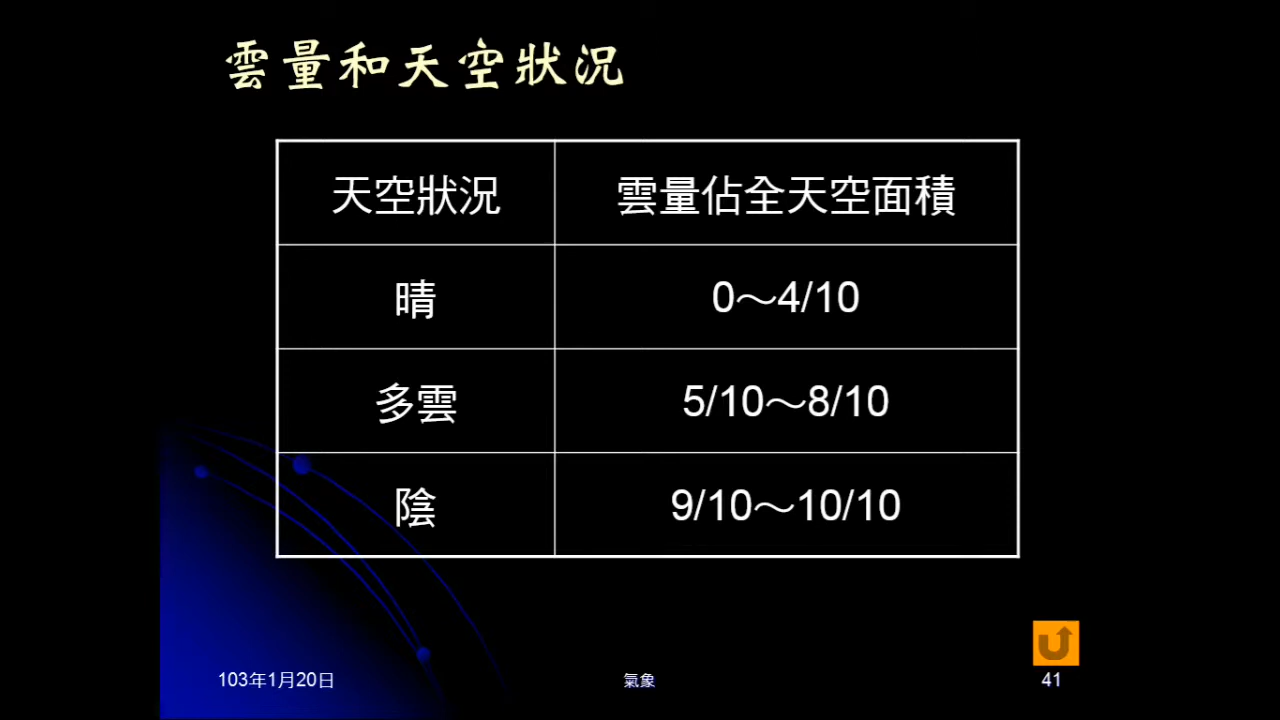 雲量和天空狀況
天空狀況 雲量佔全天空面積
晴 0～4/10
多雲 5/10～8/10
陰 9/10～10/10
103年1月20日 氣象 41